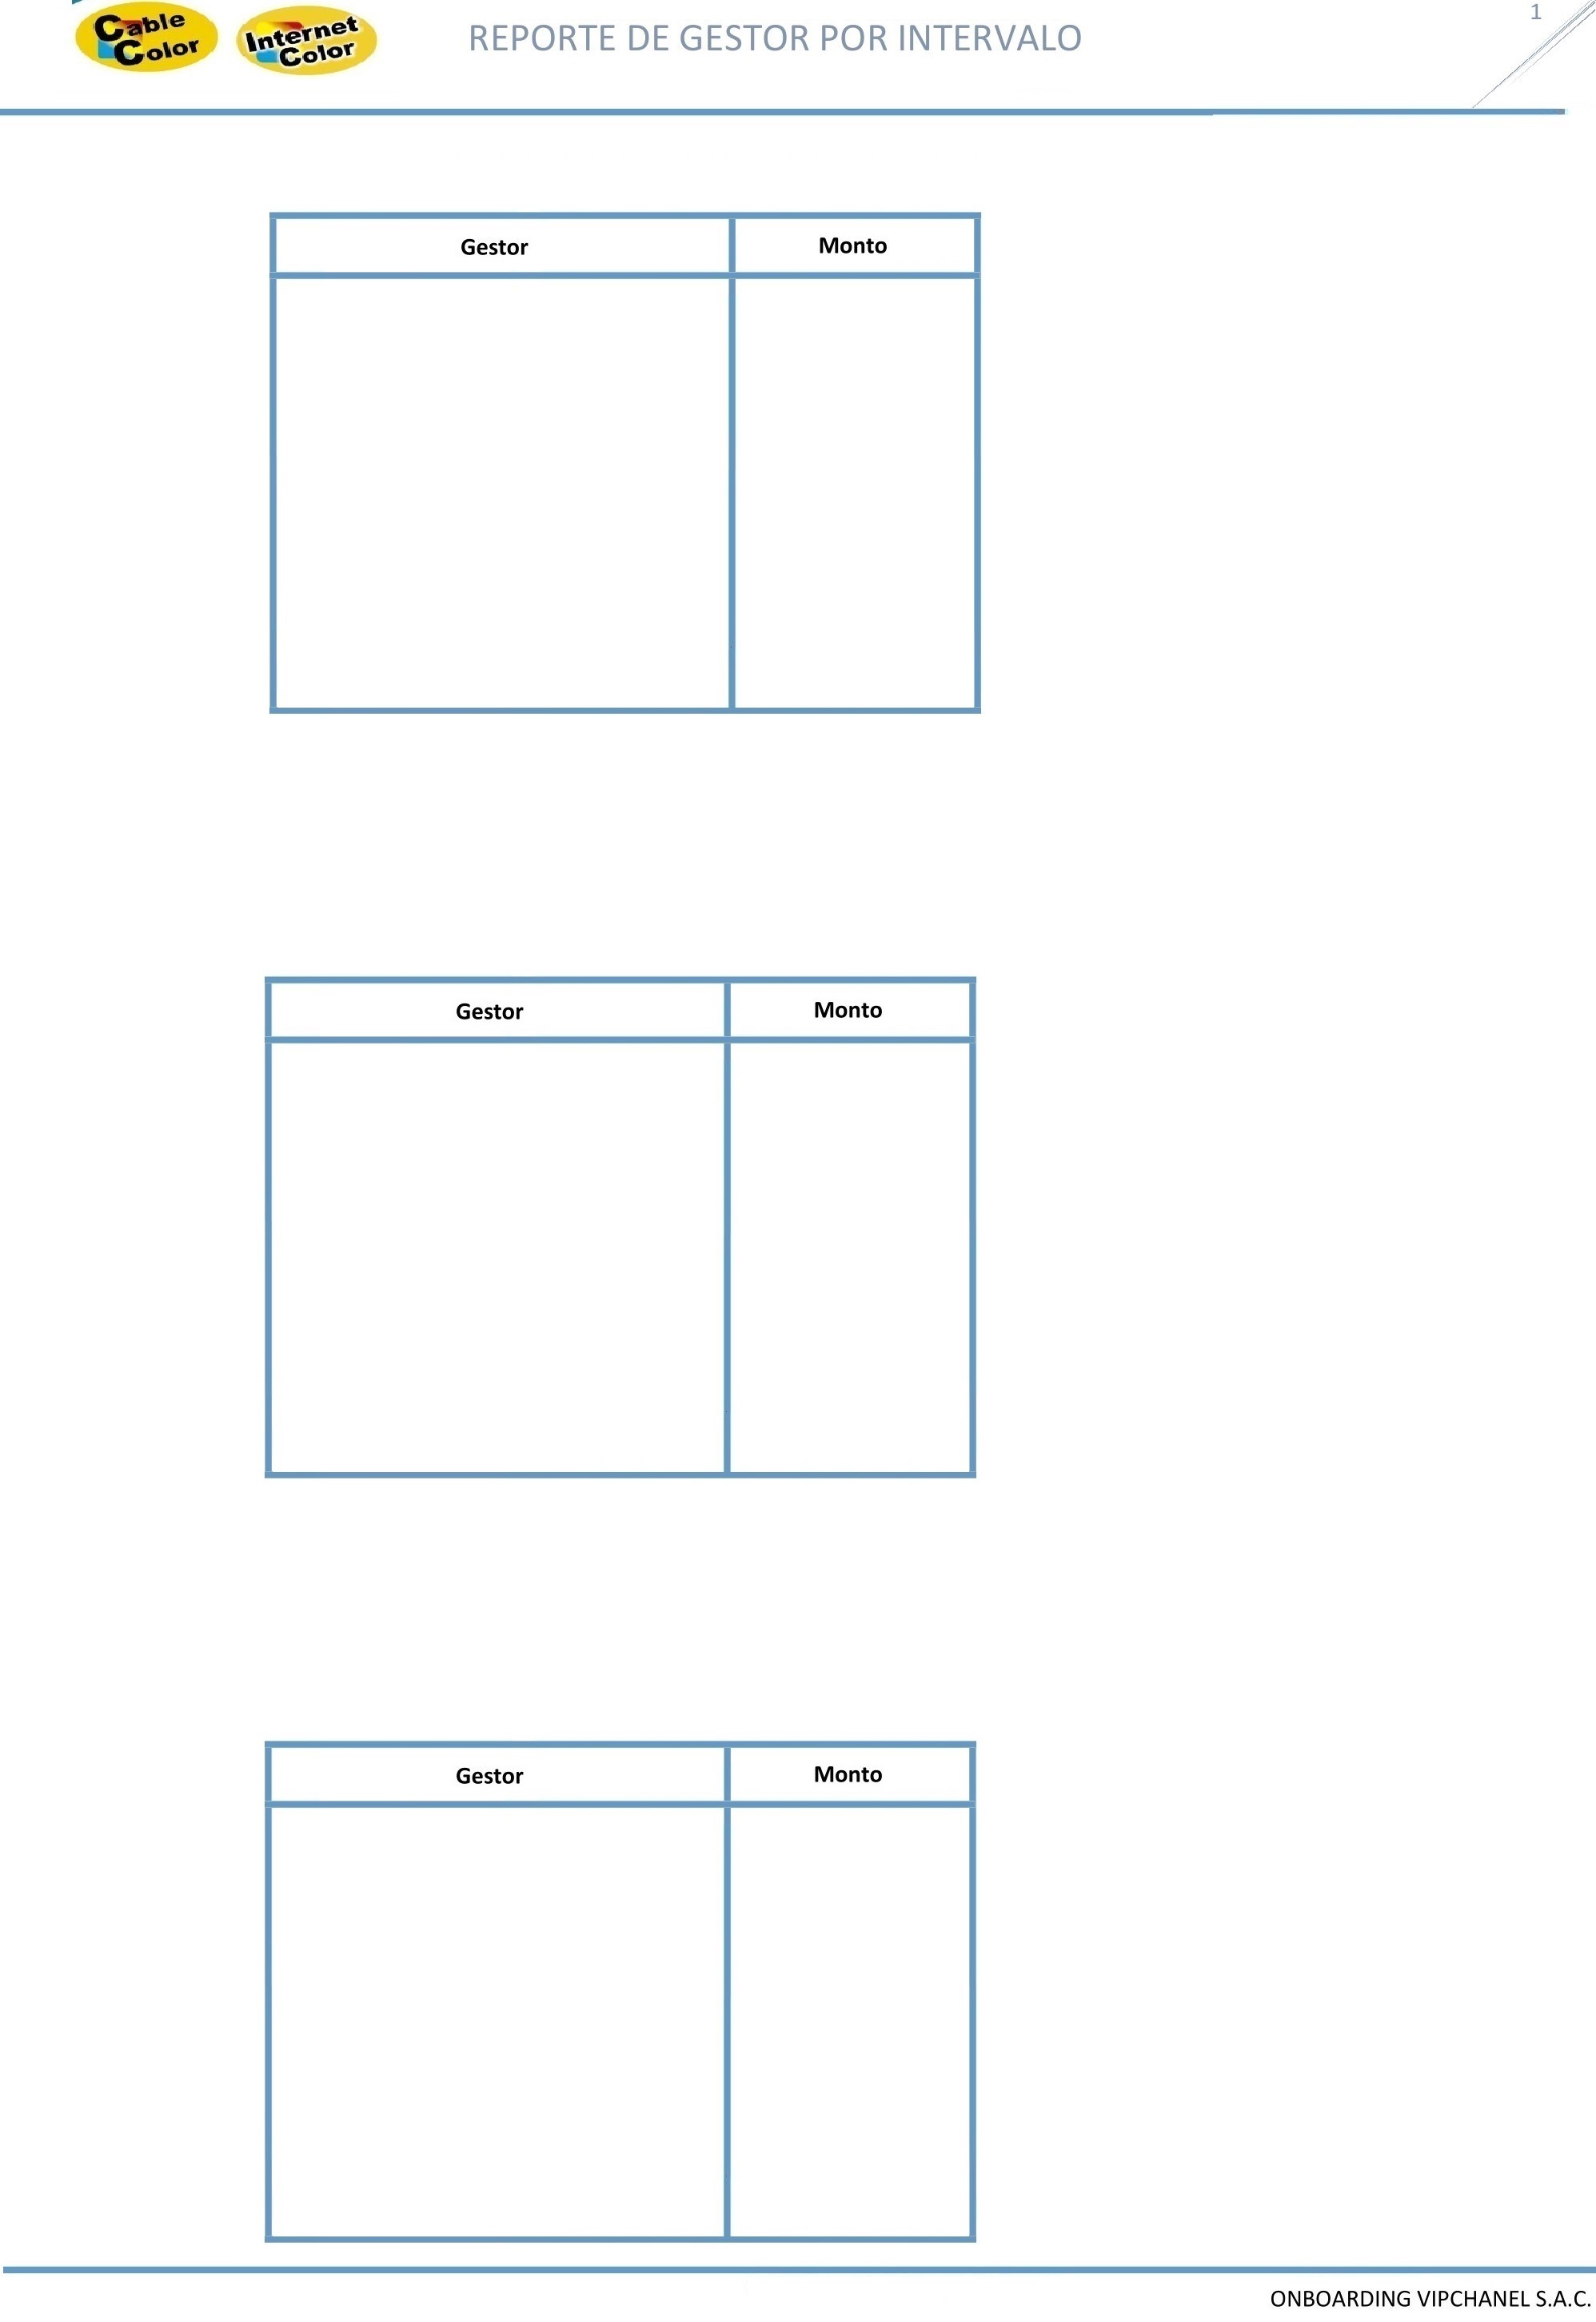 1
Cable
Color
Internet
Color
REPORTE DE GESTOR POR INTERVALO
Gestor Monto
Gestor Monto
Gestor Monto
ONBOARDING VIPCHANEL S.A.C.